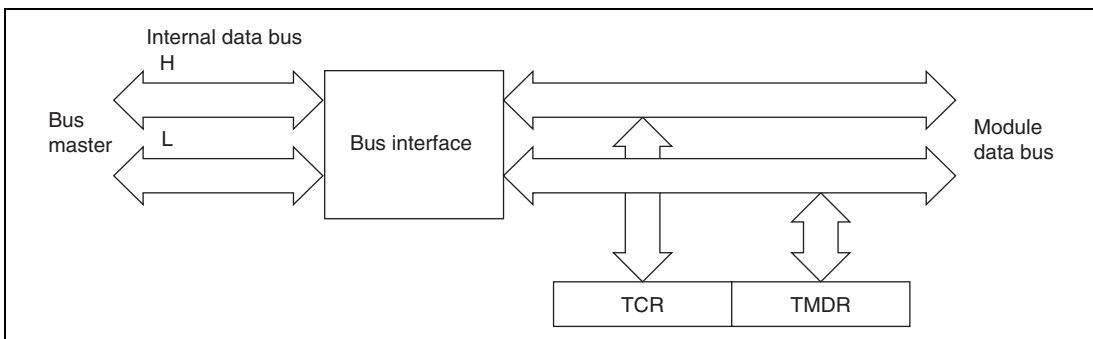 Internal data bus
H
Bus
master
L
Bus interface
Module
data bus
TCR
TMDR